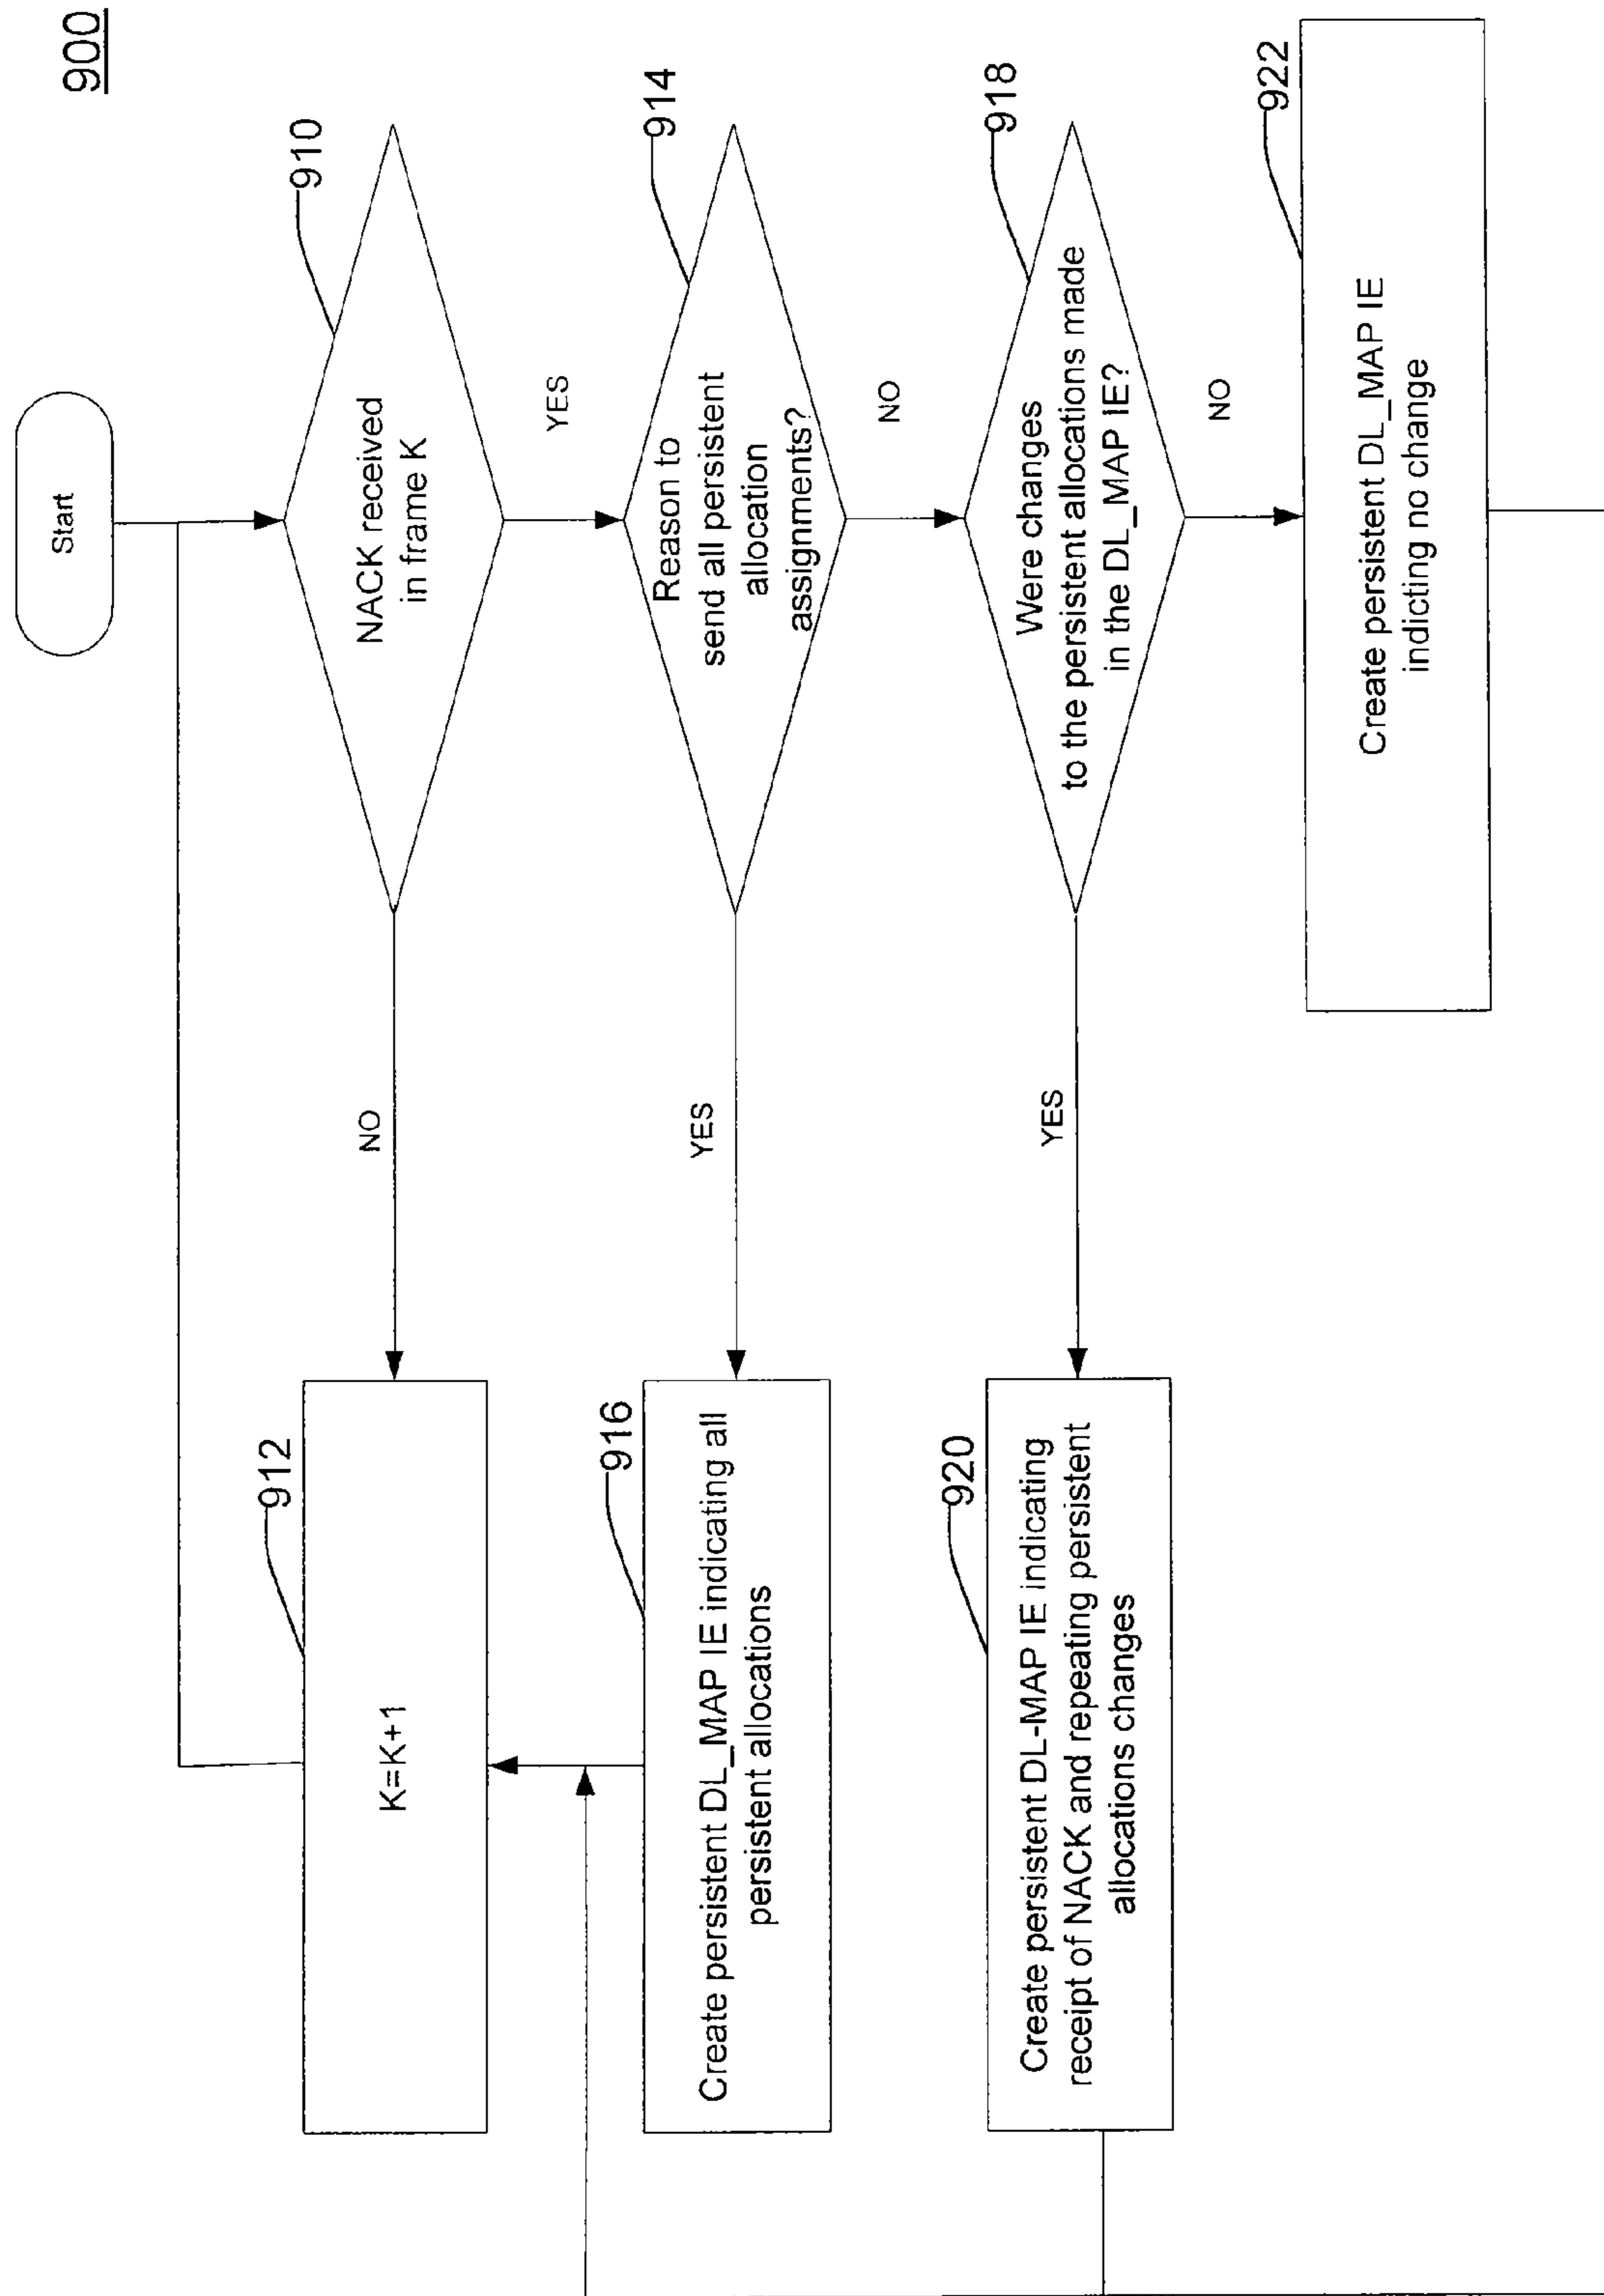 900
Start
910
NACK received
in frame K
NO
YES
912
K=K+1
914
Reason to
send all persistent
allocation
assignments?
YES
NO
916
Create persistent DL_MAP IE indicating all
persistent allocations
918
Were changes
to the persistent allocations made
in the DL_MAP IE?
YES
NO
920
Create persistent DL-MAP IE indicating
receipt of NACK and repeating persistent
allocations changes
922
Create persistent DL_MAP IE
indicting no change